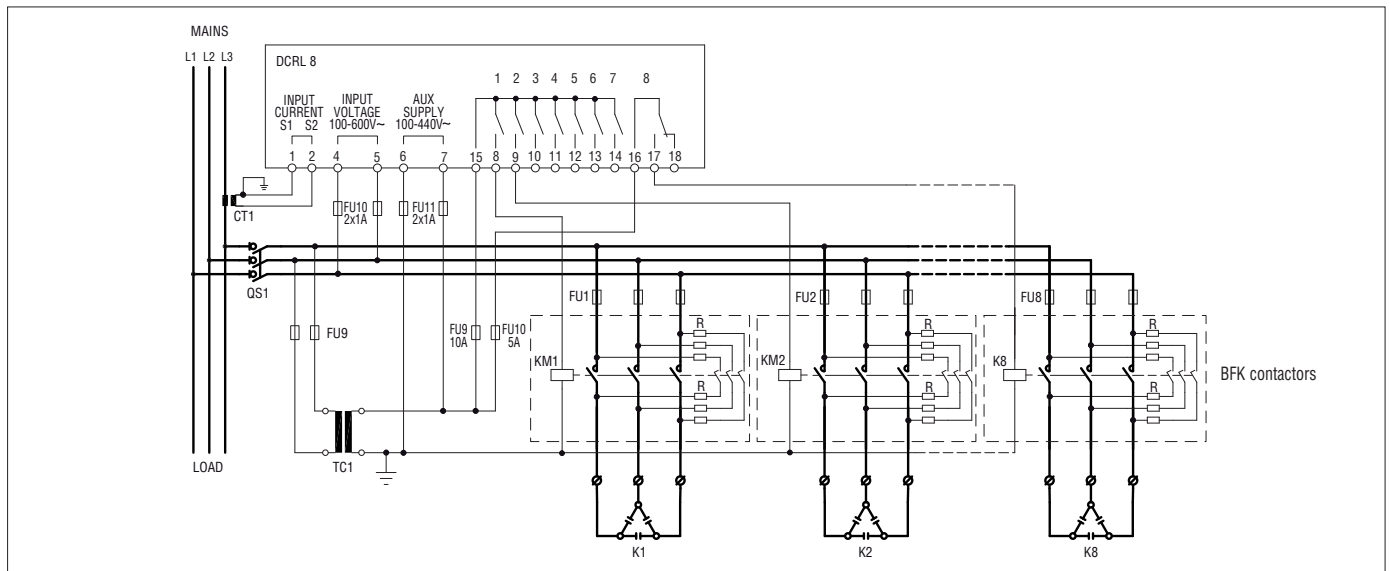 MAINS
L1 L2 L3
DCRL 8
1 2 3 4 5 6 7 8
INPUT CURRENT
S1 S2
INPUT VOLTAGE
100-600V~
AUX SUPPLY
100-440V~
1 2 4 5 6 7 15 8 9 10 11 12 13 14 16 17 18
CT1
FU10
2x1A
FU11
2x1A
QS1
FU9
FU9
10A
FU10
5A
FU1
FU2
FU8
R
R
R
KM1
KM2
K8
BFK contactors
R
R
R
LOAD
TC1
K1
K2
K8